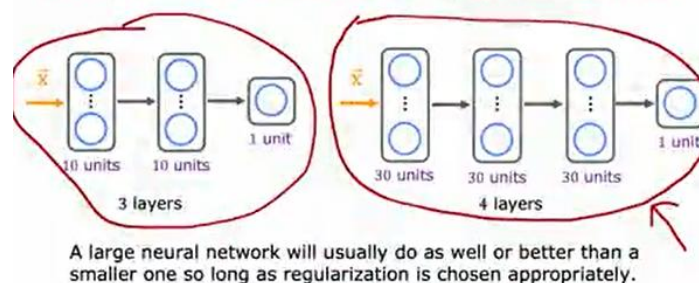 x⃗
10 units 10 units 1 unit
3 layers
x⃗
30 units 30 units 30 units 1 unit
4 layers
A large neural network will usually do as well or better than a
smaller one so long as regularization is chosen appropriately.